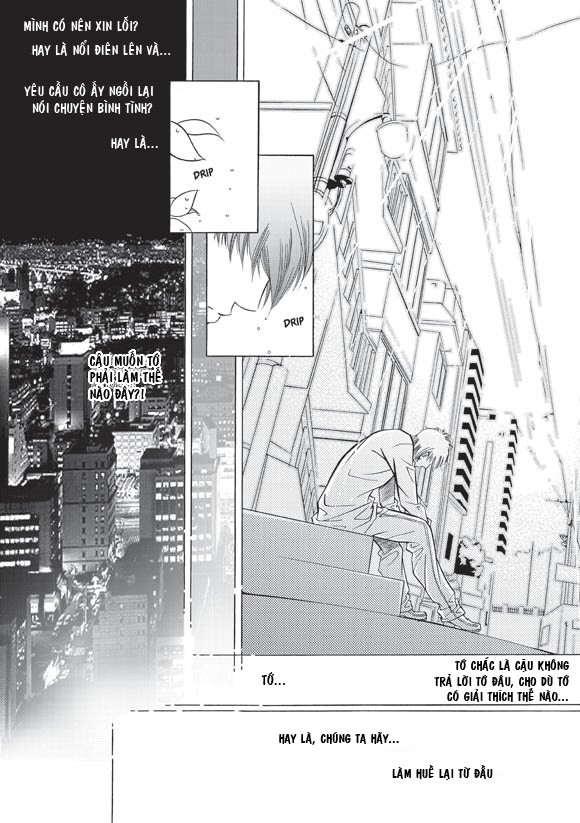 MÌNH CÓ NÊN XIN LỖI?
HAY LÀ NỔI ĐIÊN LÊN VÀ...
YÊU CẦU CÔ ẤY NGỒI LẠI
NÓI CHUYỆN BÌNH TĨNH?
HAY LÀ...
DRIP
DRIP
CẬU MUỐN TỚ
PHẢI LÀM THẾ
NÀO ĐÂY?!
TỚ CHẮC LÀ CẬU KHÔNG
TRẢ LỜI TỚ ĐÂU, CHO DÙ TỚ
CÓ GIẢI THÍCH THẾ NÀO...
TỚ...
HAY LÀ, CHÚNG TA HÃY...
LÀM HUỀ LẠI TỪ ĐẦU